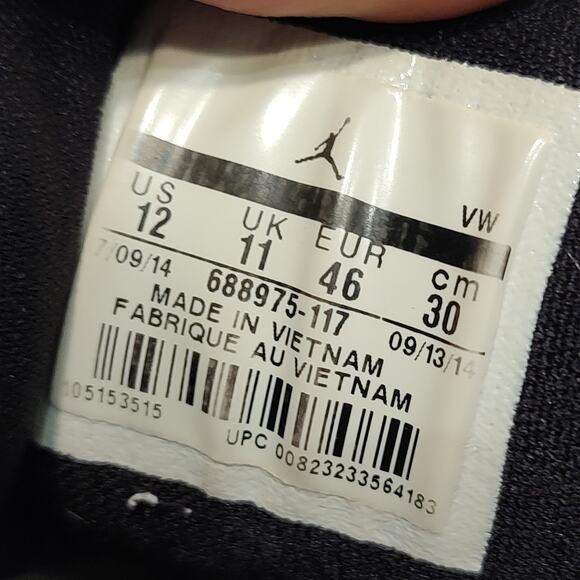 VW
US UK EUR cm
12 11 46 30
7/09/14 688975-117 09/13/14
MADE IN VIETNAM
FABRIQUE AU VIETNAM
05153515
UPC 00823233564183